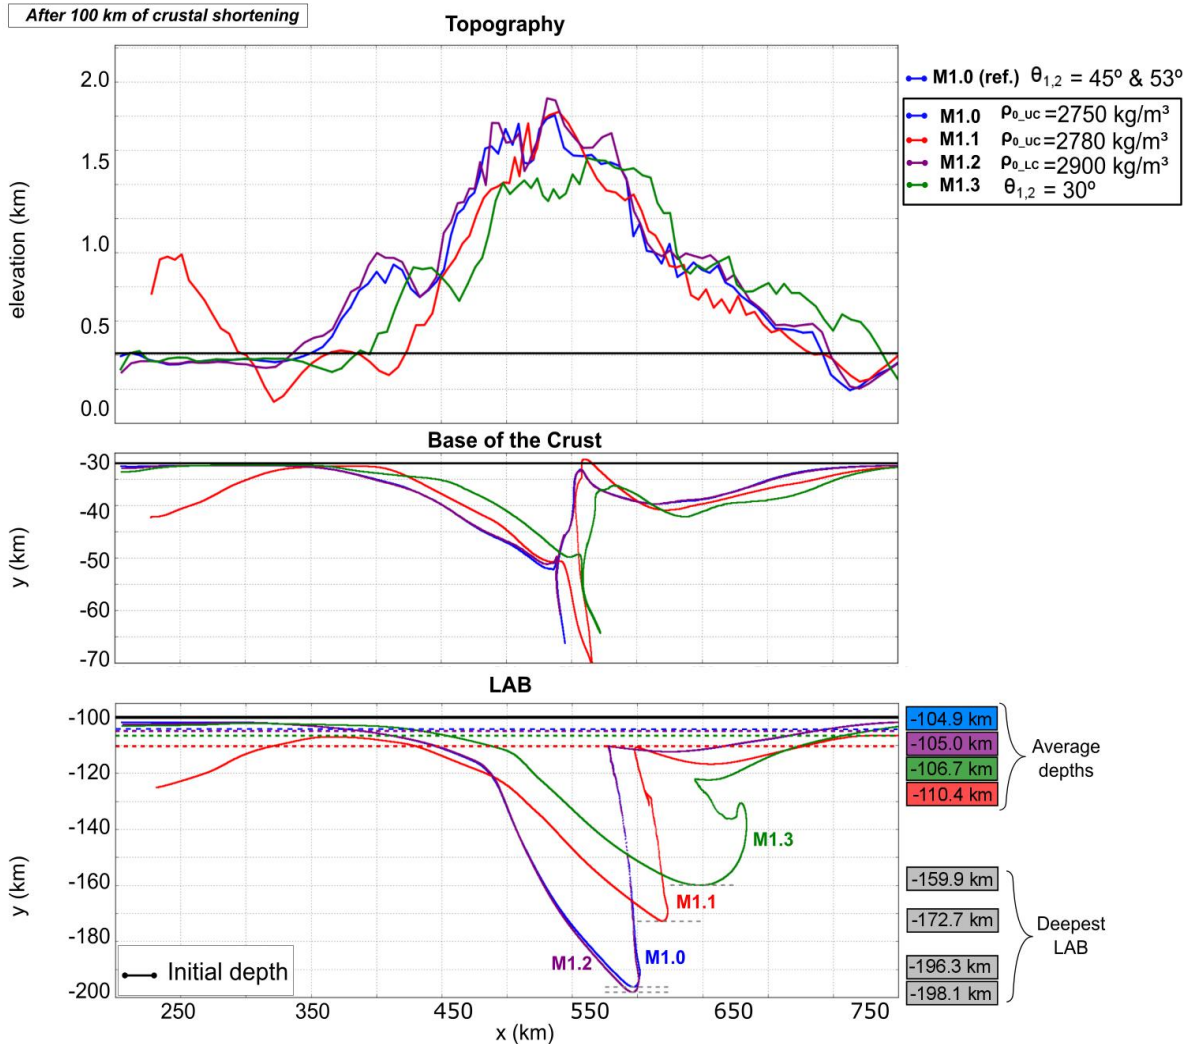 After 100 km of crustal shortening
Topography
M1.0 (ref.) θ1,2 = 45º & 53º
M1.0 ρ0_UC =2750 kg/m³
M1.1 ρ0_UC =2780 kg/m³
M1.2 ρ0_LC =2900 kg/m³
M1.3 θ1,2 = 30º
elevation (km)
2.0
1.5
1.0
0.5
0.0
Base of the Crust
y (km)
-30
-40
-50
-60
-70
LAB
y (km)
-100
-120
-140
-160
-180
-200
M1.3
M1.1
M1.2
M1.0
Initial depth
250
350
450
550
650
750
x (km)
-104.9 km
-105.0 km
-106.7 km
-110.4 km
Average
depths
-159.9 km
-172.7 km
-196.3 km
-198.1 km
Deepest
LAB